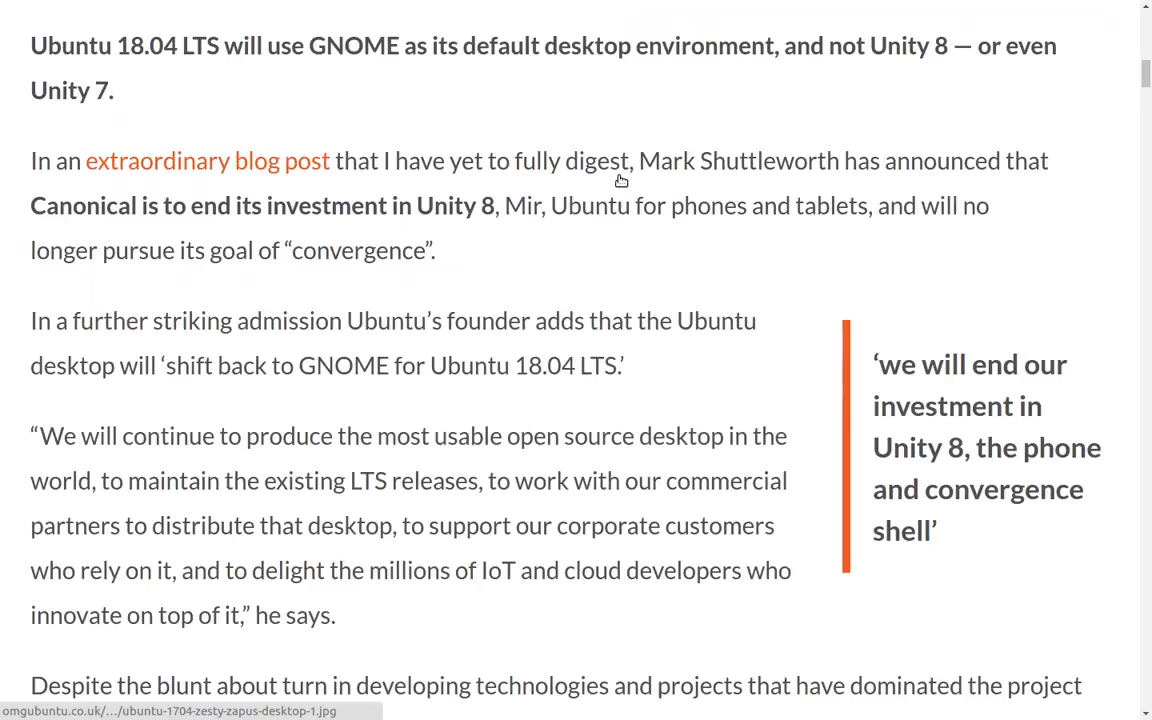 Ubuntu 18.04 LTS will use GNOME as its default desktop environment, and not Unity 8 — or even
Unity 7.
In an extraordinary blog post that I have yet to fully digest, Mark Shuttleworth has announced that
Canonical is to end its investment in Unity 8, Mir, Ubuntu for phones and tablets, and will no
longer pursue its goal of “convergence”.
In a further striking admission Ubuntu’s founder adds that the Ubuntu
desktop will ‘shift back to GNOME for Ubuntu 18.04 LTS.’
“We will continue to produce the most usable open source desktop in the
world, to maintain the existing LTS releases, to work with our commercial
partners to distribute that desktop, to support our corporate customers
who rely on it, and to delight the millions of IoT and cloud developers who
innovate on top of it,” he says.
‘we will end our
investment in
Unity 8, the phone
and convergence
shell’
Despite the blunt about turn in developing technologies and projects that have dominated the project
omgubuntu.co.uk/.../ubuntu-1704-zesty-zapus-desktop-1.jpg